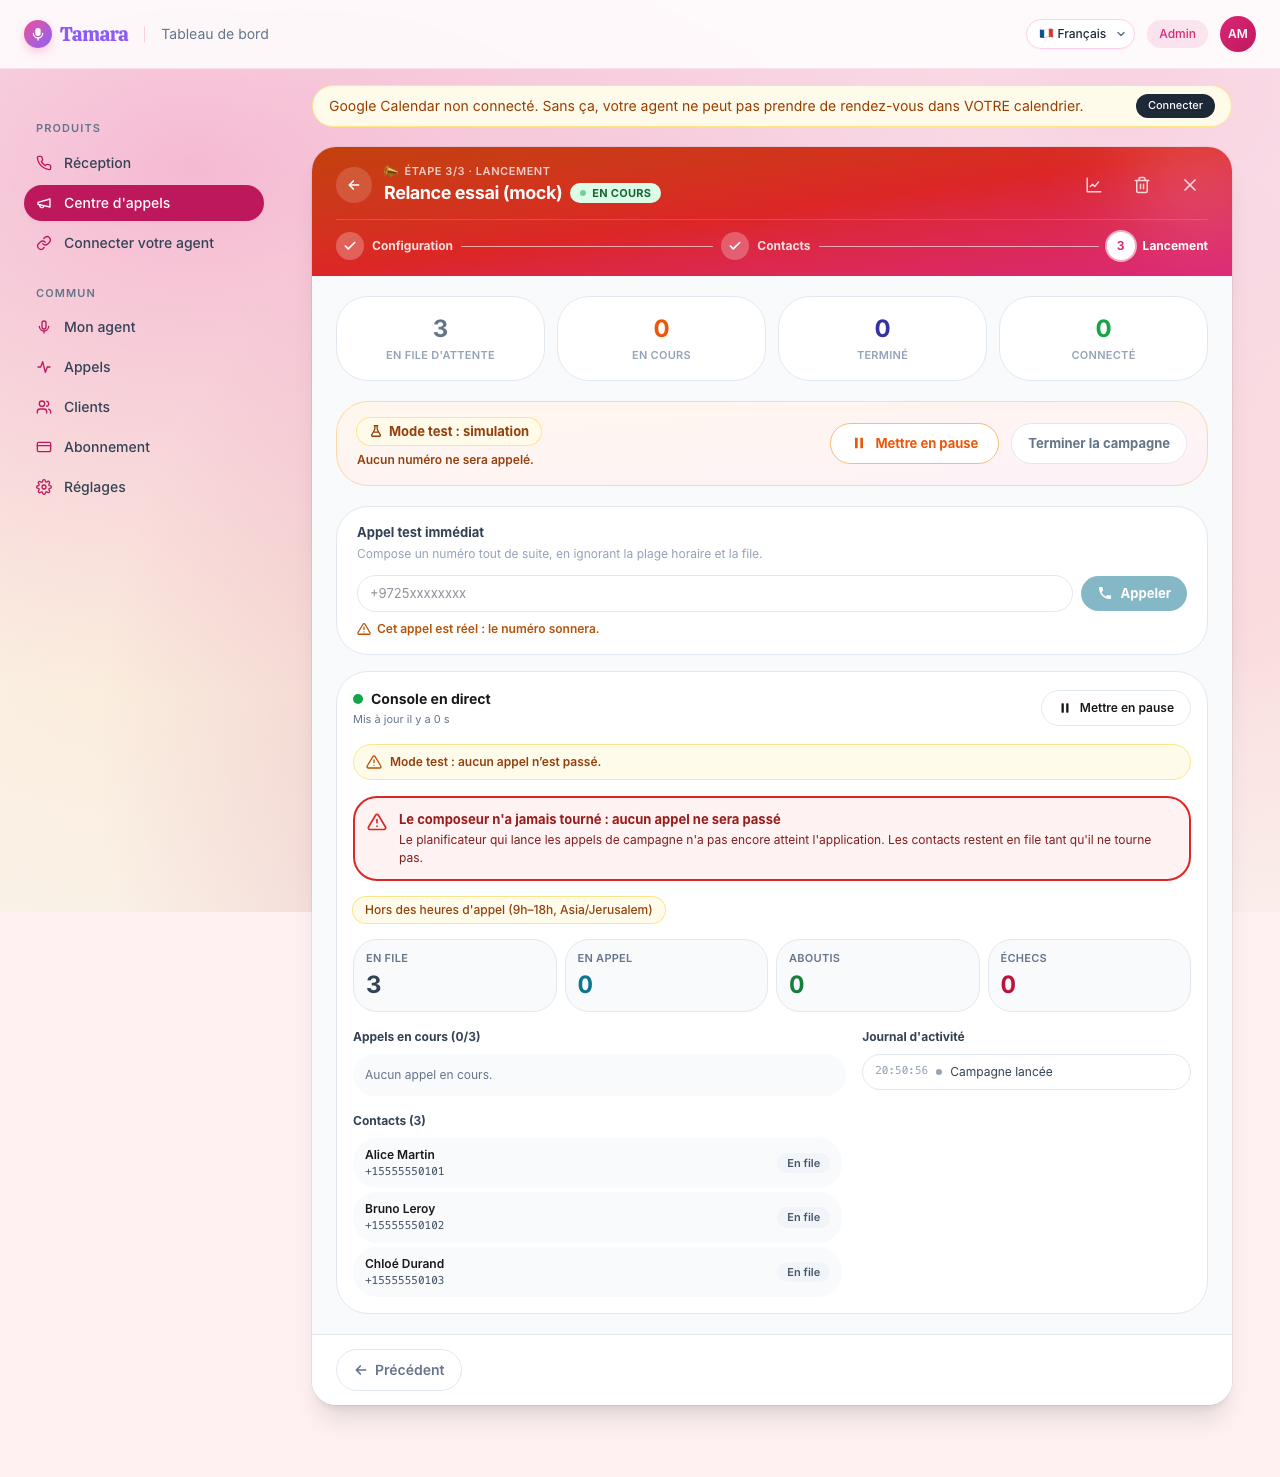 Tamara
Tableau de bord
Français
Admin
AM
Google Calendar non connecté. Sans ça, votre agent ne peut pas prendre de rendez-vous dans VOTRE calendrier.
Connecter
PRODUITS
Réception
Centre d'appels
Connecter votre agent
COMMUN
Mon agent
Appels
Clients
Abonnement
Réglages
ÉTAPE 3/3 · LANCEMENT
Relance essai (mock)
EN COURS
Configuration
Contacts
3
Lancement
3
EN FILE D'ATTENTE
0
EN COURS
0
TERMINÉ
0
CONNECTÉ
Mode test : simulation
Aucun numéro ne sera appelé.
Mettre en pause
Terminer la campagne
Appel test immédiat
Compose un numéro tout de suite, en ignorant la plage horaire et la file.
+9725xxxxxxxx
Appeler
Cet appel est réel : le numéro sonnera.
Console en direct
Mis à jour il y a 0 s
Mettre en pause
Mode test : aucun appel n’est passé.
Le composeur n'a jamais tourné : aucun appel ne sera passé
Le planificateur qui lance les appels de campagne n'a pas encore atteint l'application. Les contacts restent en file tant qu'il ne tourne
pas.
Hors des heures d'appel (9h–18h, Asia/Jerusalem)
EN FILE
3
EN APPEL
0
ABOUTIS
0
ÉCHECS
0
Appels en cours (0/3)
Aucun appel en cours.
Journal d'activité
20:50:56
Campagne lancée
Contacts (3)
Alice Martin
+15555550101
En file
Bruno Leroy
+15555550102
En file
Chloé Durand
+15555550103
En file
Précédent